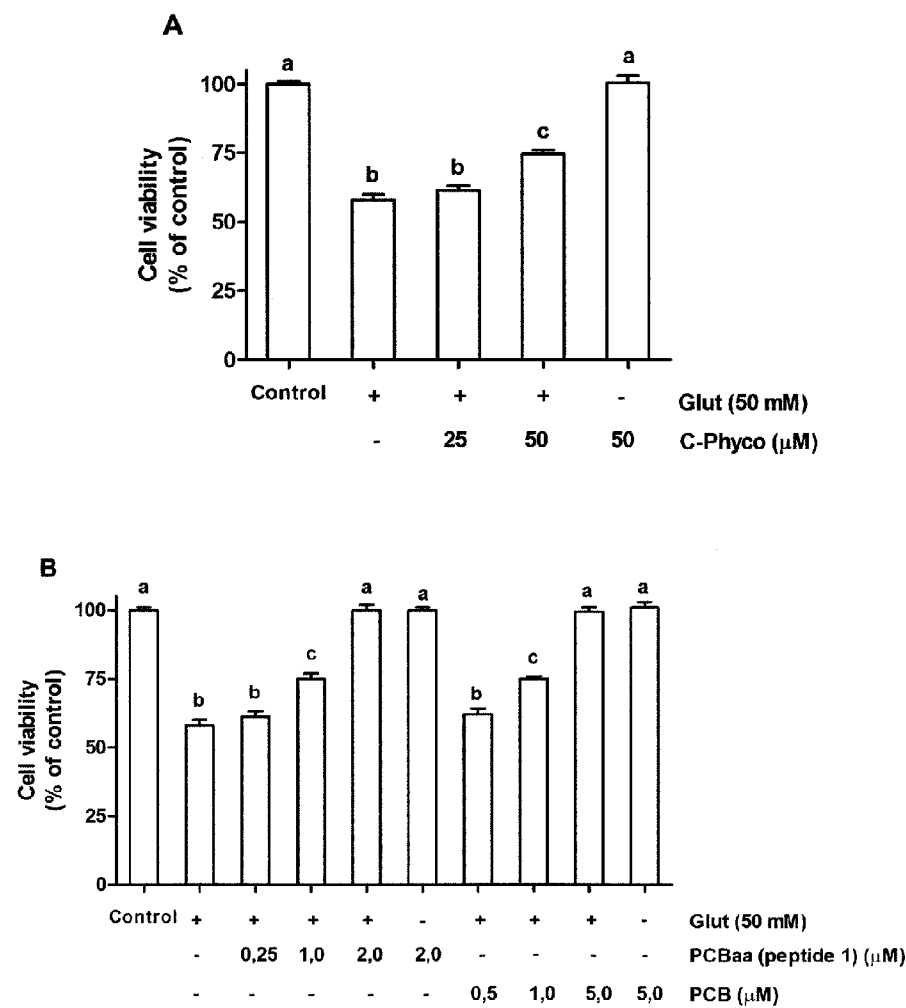 A
a
a
c
b
b
100
75
50
25
0
Cell viability
(% of control)
Control + + + - Glut (50 mM)
- 25 50 50 C-Phyco (μM)
B
a a a a a
c c
b b b
100
75
50
25
0
Cell viability
(% of control)
Control + + + + - + + + - Glut (50 mM)
- 0,25 1,0 2,0 2,0 - - - - PCBaa (peptide 1) (μM)
- - - - - 0,5 1,0 5,0 5,0 PCB (μM)